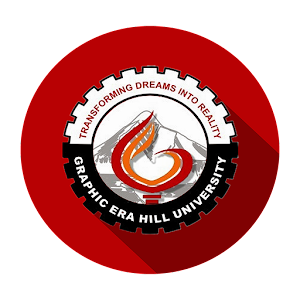 TRANSFORMING DREAMS INTO REALITY
GRAPHIC ERA HILL UNIVERSITY